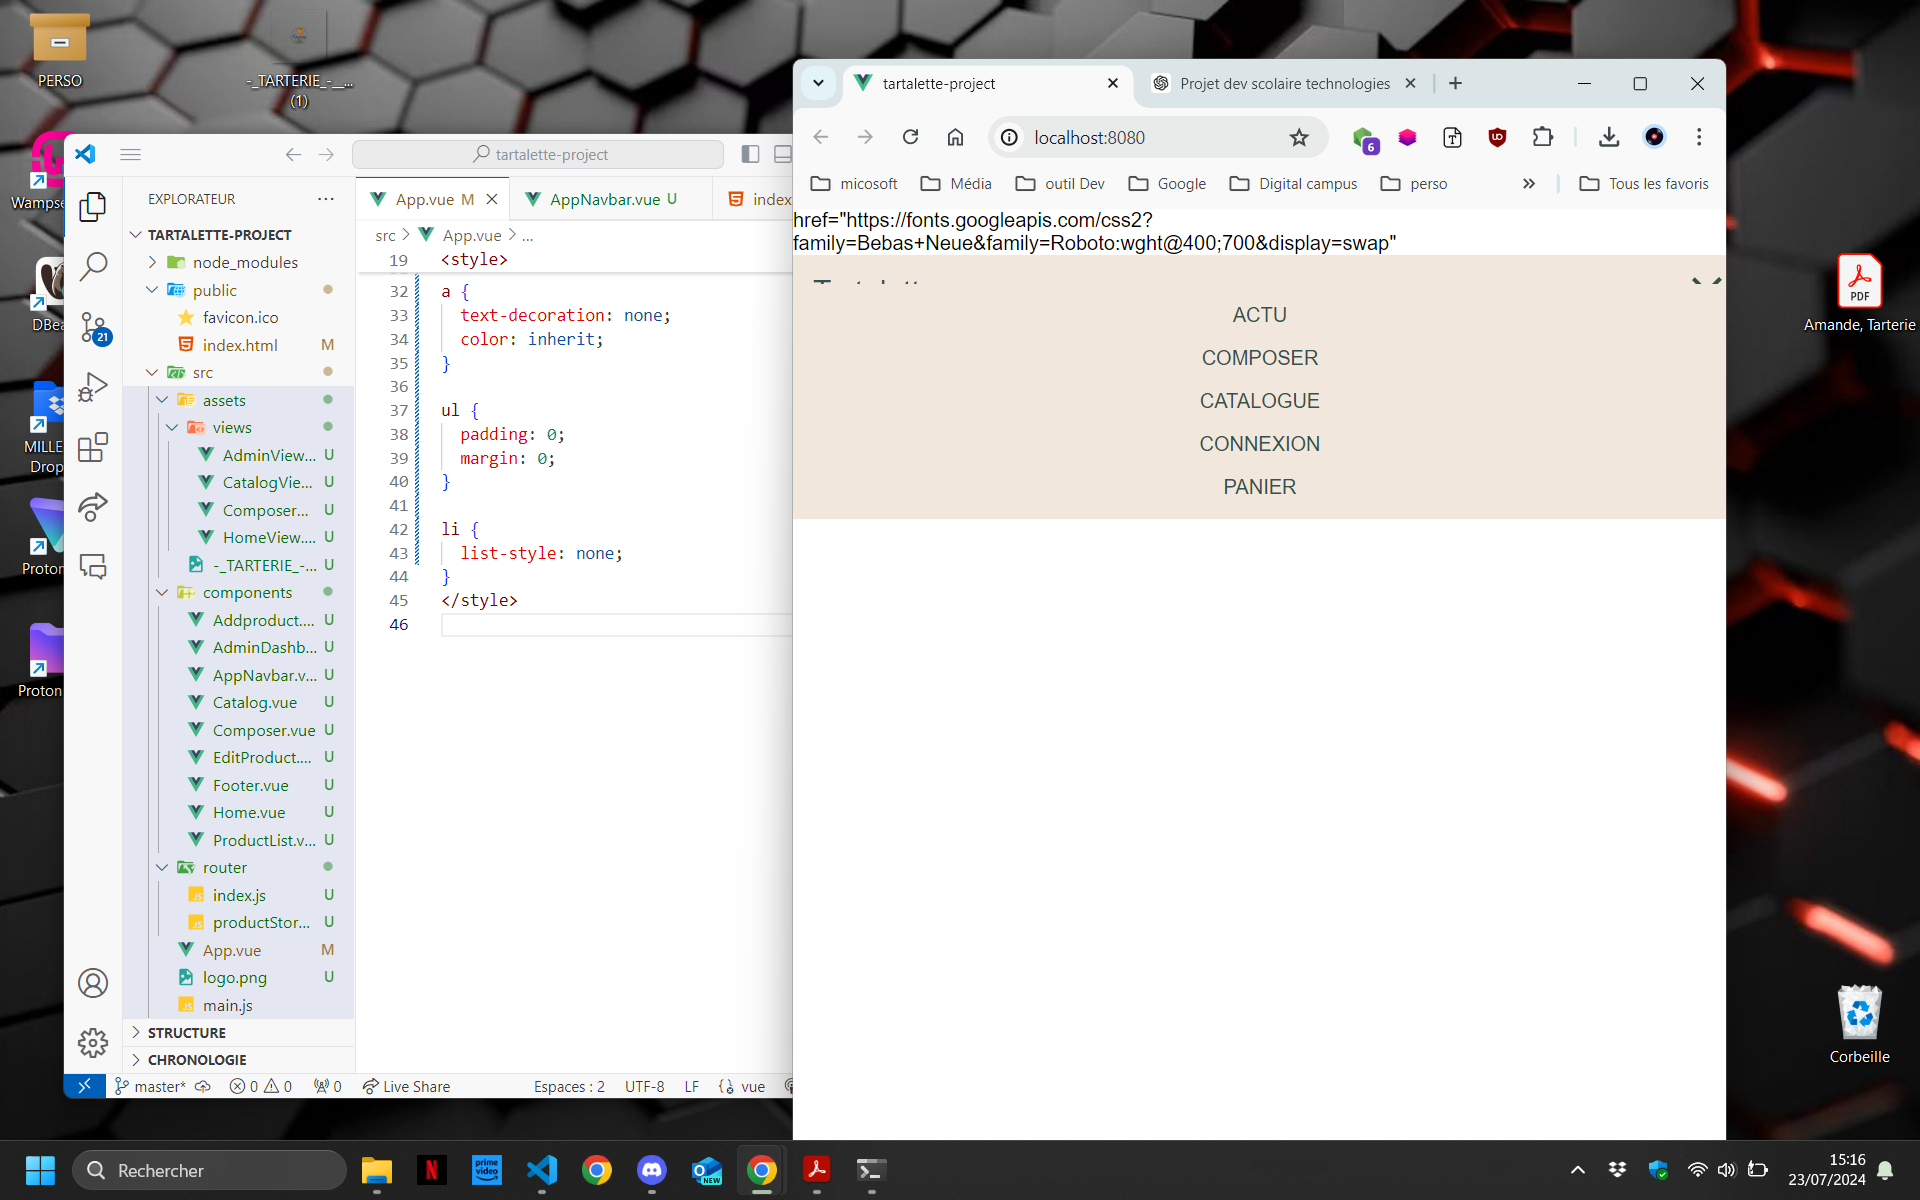 PERSO
-_TARTERIE_-__...
(1)
Wampse
DBea
MILLE
Drop
Proton
Proton
tartalette-project
EXPLORATEUR
TARTALETTE-PROJECT
node_modules
public
favicon.ico
index.html M
src
assets
views
AdminView... U
CatalogVie... U
Composer... U
HomeView.... U
-_TARTERIE_-... U
components
Addproduct.... U
AdminDashb... U
AppNavbar.v... U
Catalog.vue U
Composer.vue U
EditProduct.... U
Footer.vue U
Home.vue U
ProductList.v... U
router
index.js U
productStor... U
App.vue M
logo.png U
main.js
STRUCTURE
CHRONOLOGIE
21
App.vue M
AppNavbar.vue U
index
src > App.vue > ...
19 <style>
32 a {
33 text-decoration: none;
34 color: inherit;
35 }
36
37 ul {
38 padding: 0;
39 margin: 0;
40 }
41
42 li {
43 list-style: none;
44 }
45 </style>
46
master* 0 0 0 Live Share Espaces : 2 UTF-8 LF vue
tartalette-project
Projet dev scolaire technologies
localhost:8080
6
micosoft Média outil Dev Google Digital campus perso » Tous les favoris
href="https://fonts.googleapis.com/css2?
family=Bebas+Neue&family=Roboto:wght@400;700&display=swap"
ACTU
COMPOSER
CATALOGUE
CONNEXION
PANIER
PDF
Amande, Tarterie
Corbeille
Rechercher
prime video
NEW
15:16
23/07/2024